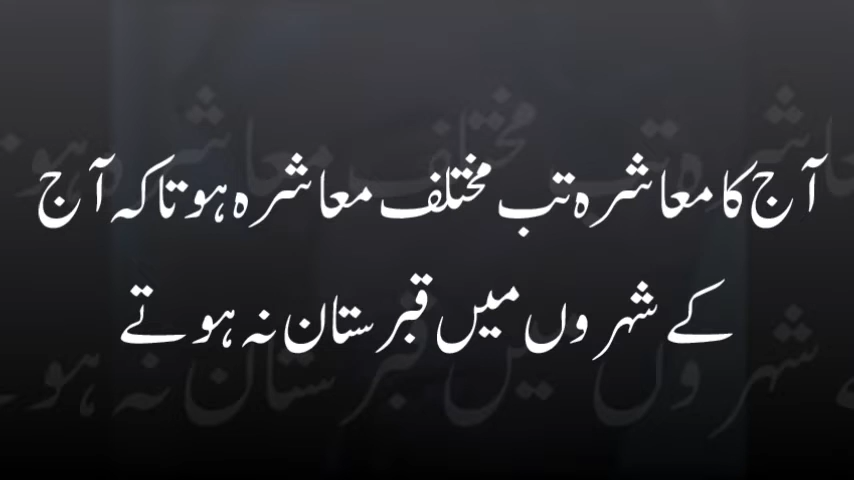 آج کا معاشرہ تب مختلف معاشرہ ہوتا کہ آج
کے شہروں میں قبرستان نہ ہوتے